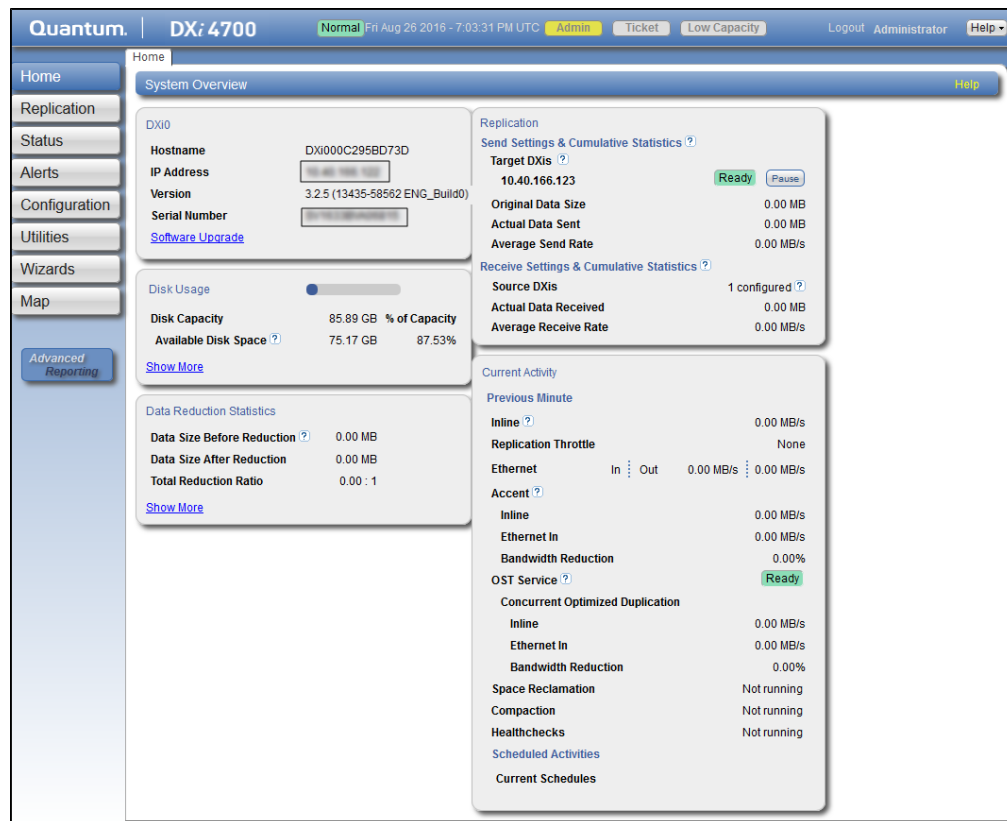 Quantum. DXi 4700 Normal Fri Aug 26 2016 - 7:03:31 PM UTC Admin Ticket Low Capacity Logout Administrator Help
Home
Home
Replication
Status
Alerts
Configuration
Utilities
Wizards
Map
Advanced
Reporting
System Overview Help
DXi0
Hostname DXi000C295BD73D
IP Address
Version 3.2.5 (13435-58562 ENG_Build0)
Serial Number
Software Upgrade
Disk Usage
Disk Capacity 85.89 GB % of Capacity
Available Disk Space ? 75.17 GB 87.53%
Show More
Data Reduction Statistics
Data Size Before Reduction ? 0.00 MB
Data Size After Reduction 0.00 MB
Total Reduction Ratio 0.00 : 1
Show More
Replication
Send Settings & Cumulative Statistics ?
Target DXis ?
10.40.166.123 Ready Pause
Original Data Size 0.00 MB
Actual Data Sent 0.00 MB
Average Send Rate 0.00 MB/s
Receive Settings & Cumulative Statistics ?
Source DXis 1 configured ?
Actual Data Received 0.00 MB
Average Receive Rate 0.00 MB/s
Current Activity
Previous Minute
Inline ? 0.00 MB/s
Replication Throttle None
Ethernet In Out 0.00 MB/s 0.00 MB/s
Accent ?
Inline 0.00 MB/s
Ethernet In 0.00 MB/s
Bandwidth Reduction 0.00%
OST Service ? Ready
Concurrent Optimized Duplication
Inline 0.00 MB/s
Ethernet In 0.00 MB/s
Bandwidth Reduction 0.00%
Space Reclamation Not running
Compaction Not running
Healthchecks Not running
Scheduled Activities
Current Schedules